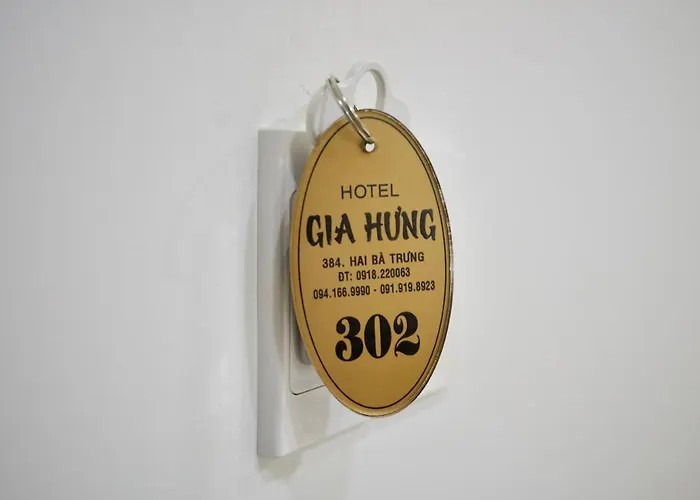 HOTEL
GIA HƯNG
384. HAI BÀ TRƯNG
ĐT: 0918.220063
094.166.9990 - 091.919.8923
302